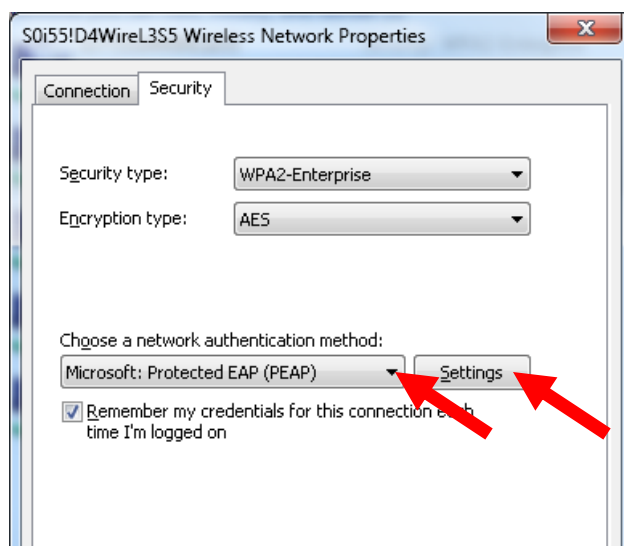 S0i55!D4WireL3S5 Wireless Network Properties
Connection Security
Security type: WPA2-Enterprise
Encryption type: AES
Choose a network authentication method:
Microsoft: Protected EAP (PEAP) Settings
Remember my credentials for this connection each
time I'm logged on